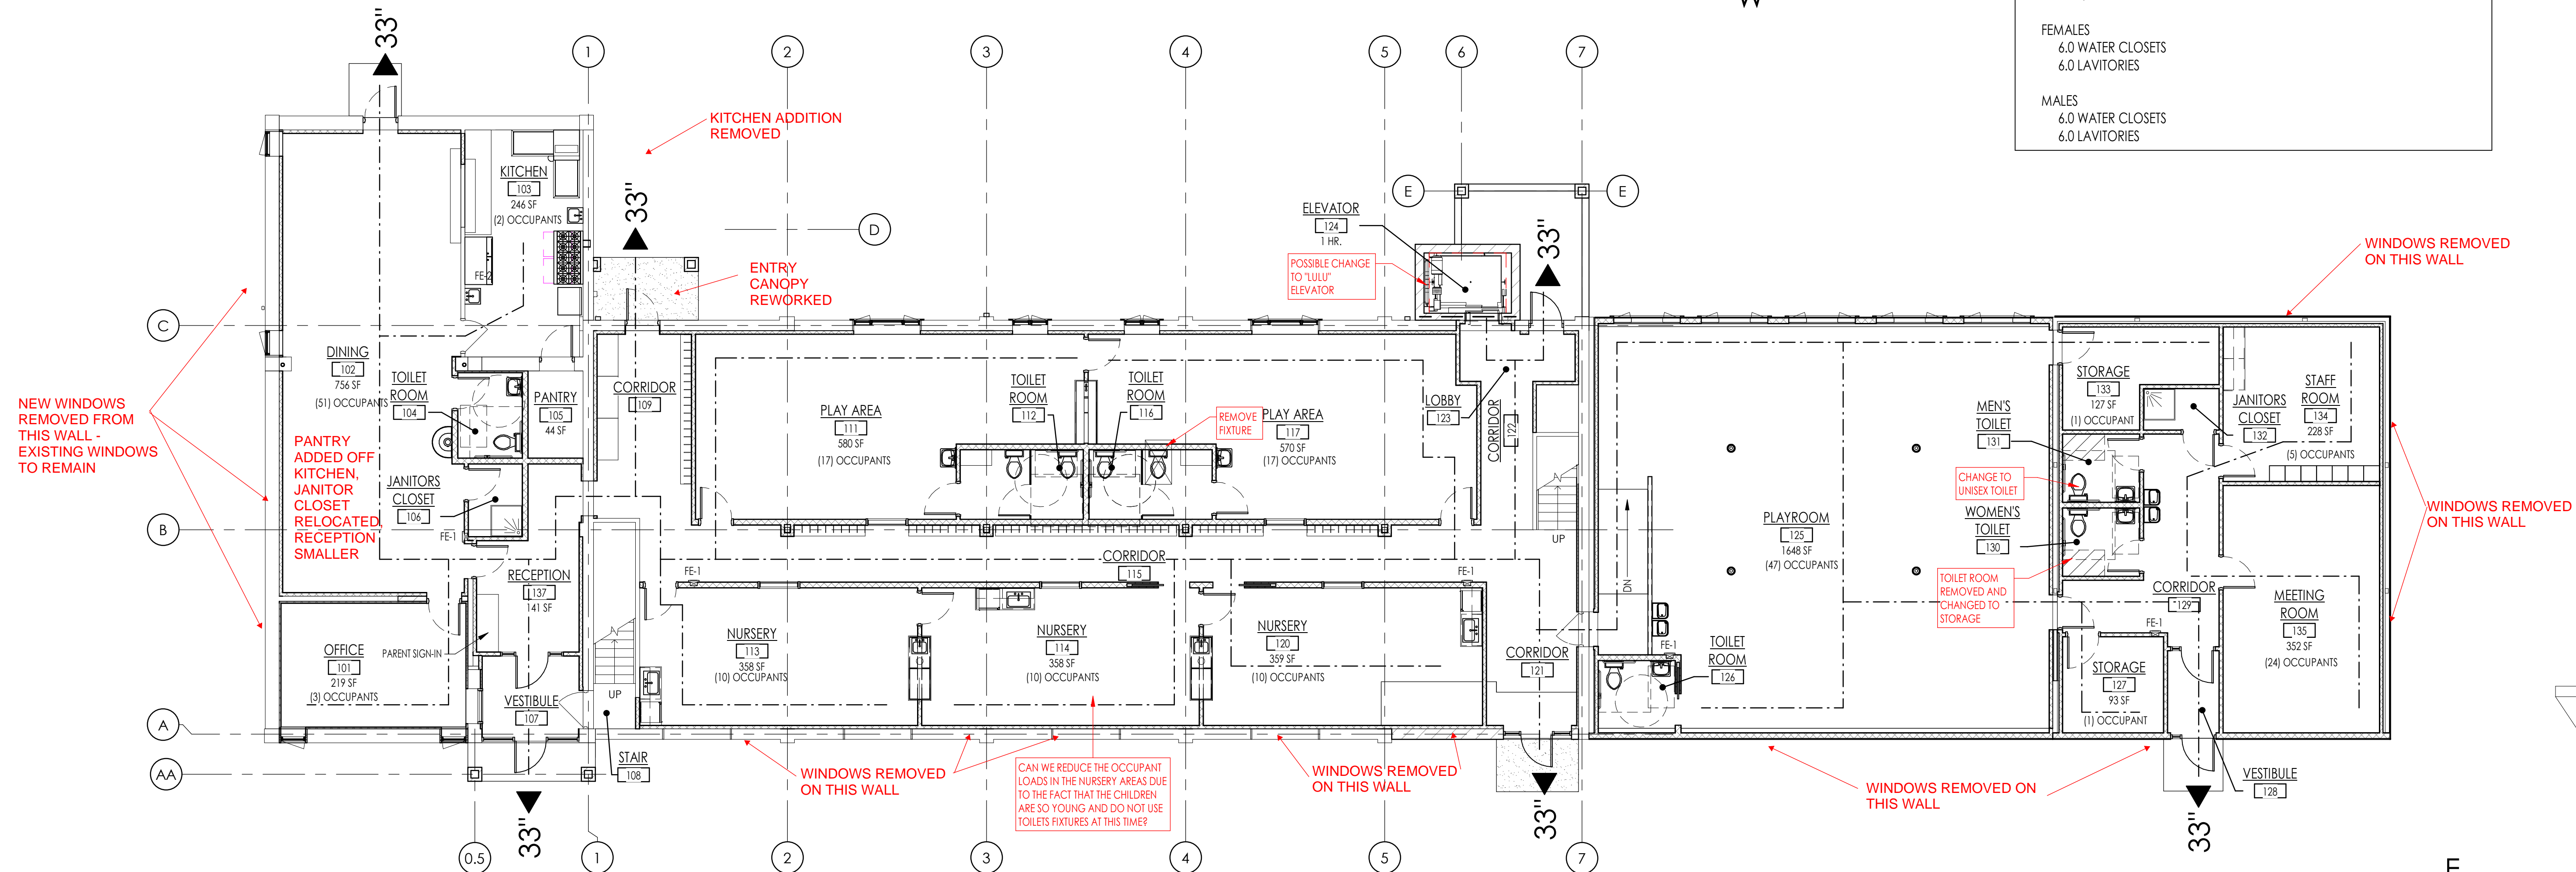 W
FEMALES
6.0 WATER CLOSETS
6.0 LAVITORIES
MALES
6.0 WATER CLOSETS
6.0 LAVITORIES
33"
1
2
3
4
5
6
7
KITCHEN ADDITION
REMOVED
KITCHEN
103
246 SF
(2) OCCUPANTS
FE-2
33"
D
ENTRY
CANOPY
REWORKED
E
E
ELEVATOR
124
1 HR.
POSSIBLE CHANGE
TO "LULU"
ELEVATOR
33"
WINDOWS REMOVED
ON THIS WALL
C
DINING
102
756 SF
(51) OCCUPANTS
TOILET
ROOM
104
PANTRY
105
44 SF
CORRIDOR
109
PLAY AREA
111
580 SF
(17) OCCUPANTS
TOILET
ROOM
112
TOILET
ROOM
116
REMOVE
FIXTURE
PLAY AREA
117
570 SF
(17) OCCUPANTS
LOBBY
123
CORRIDOR
122
UP
NEW WINDOWS
REMOVED FROM
THIS WALL -
EXISTING WINDOWS
TO REMAIN
PANTRY
ADDED OFF
KITCHEN,
JANITOR
CLOSET
RELOCATED,
RECEPTION
SMALLER
JANITORS
CLOSET
106
FE-1
B
STORAGE
133
127 SF
(1) OCCUPANT
JANITORS
CLOSET
132
STAFF
ROOM
134
228 SF
(5) OCCUPANTS
MEN'S
TOILET
131
CHANGE TO
UNISEX TOILET
WOMEN'S
TOILET
130
TOILET ROOM
REMOVED AND
CHANGED TO
STORAGE
WINDOWS REMOVED
ON THIS WALL
PLAYROOM
125
1648 SF
(47) OCCUPANTS
DN
CORRIDOR
115
FE-1
FE-1
RECEPTION
137
141 SF
PARENT SIGN-IN
OFFICE
101
219 SF
(3) OCCUPANTS
VESTIBULE
107
UP
NURSERY
113
358 SF
(10) OCCUPANTS
NURSERY
114
358 SF
(10) OCCUPANTS
NURSERY
120
359 SF
(10) OCCUPANTS
CORRIDOR
121
FE-1
TOILET
ROOM
126
CORRIDOR
129
FE-1
STORAGE
127
93 SF
(1) OCCUPANT
MEETING
ROOM
135
352 SF
(24) OCCUPANTS
A
AA
STAIR
108
WINDOWS REMOVED
ON THIS WALL
CAN WE REDUCE THE OCCUPANT
LOADS IN THE NURSERY AREAS DUE
TO THE FACT THAT THE CHILDREN
ARE SO YOUNG AND DO NOT USE
TOILETS FIXTURES AT THIS TIME?
WINDOWS REMOVED
ON THIS WALL
WINDOWS REMOVED ON
THIS WALL
VESTIBULE
128
33"
33"
33"
0.5
1
2
3
4
5
7